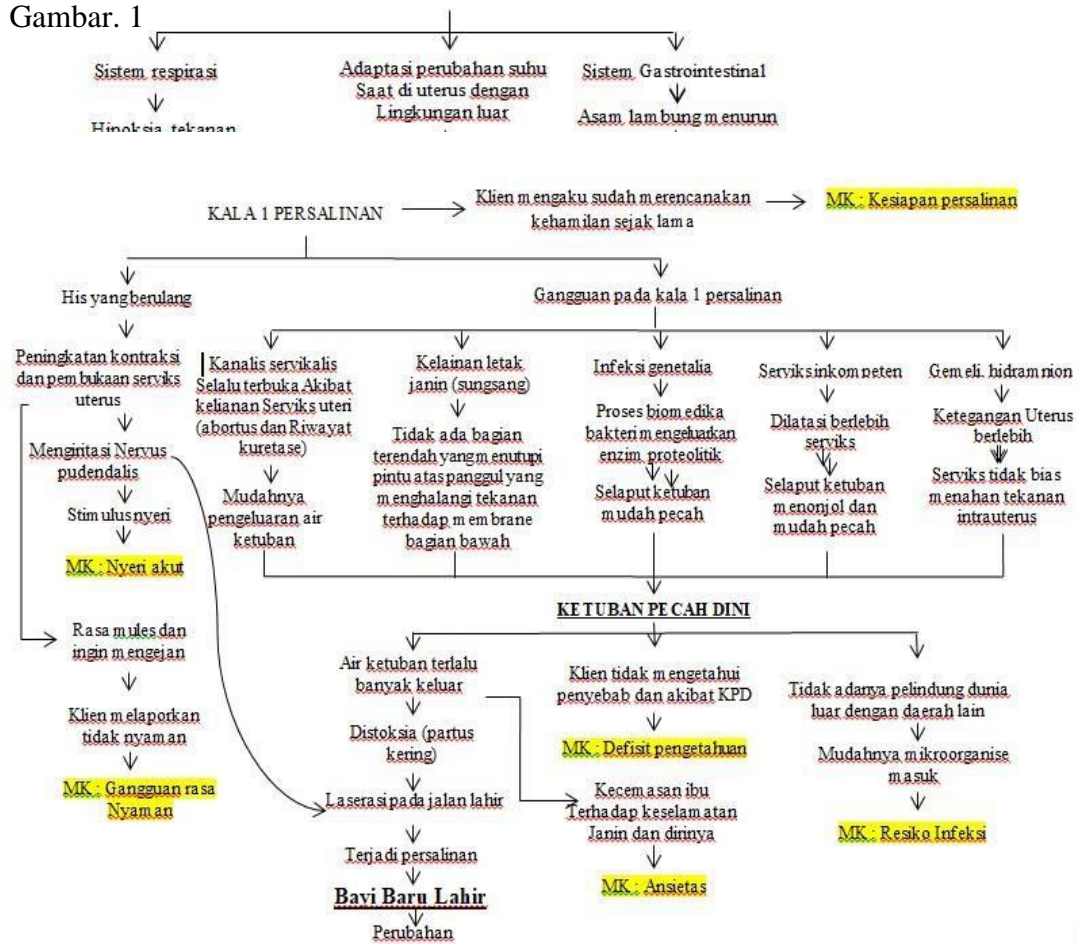 Gambar. 1
Sistem respirasi
Hipoksia tekanan
Adaptasi perubahan suhu
Saat di uterus dengan
Lingkungan luar
Sistem Gastrointestinal
Asam lambung menurun
KALA 1 PERSALINAN
Klien mengaku sudah merencanakan
kehamilan sejak lama
MK : Kesiapan persalinan
His yang berulang
Gangguan pada kala 1 persalinan
Peningkatan kontraksi
dan pembukaan serviks
uterus
Mengiritasi Nervus
pudendalis
Stimulus nyeri
MK : Nyeri akut
Rasa mules dan
ingin mengejan
Klien melaporkan
tidak nyaman
MK : Gangguan rasa
Nyaman
Kanalis servikalis
Selalu terbuka Akibat
kelianan Serviks uteri
(abortus dan Riwayat
kuretase)
Mudahnya
pengeluaran air
ketuban
Kelainan letak
janin (sungsang)
Tidak ada bagian
terendah yang menutupi
pintu atas panggul yang
menghalangi tekanan
terhadap membrane
bagian bawah
Infeksi genetalia
Proses biomedika
bakteri mengeluarkan
enzim proteolitik
Selaput ketuban
mudah pecah
Serviks inkompeten
Dilatasi berlebih
serviks
Selaput ketuban
menonjol dan
mudah pecah
Gemeli, hidramnion
Ketegangan Uterus
berlebih
Serviks tidak bias
menahan tekanan
intrauterus
KETUBAN PECAH DINI
Air ketuban terlalu
banyak keluar
Distoksia (partus
kering)
Laserasi pada jalan lahir
Terjadi persalinan
Bayi Baru Lahir
Perubahan
Klien tidak mengetahui
penyebab dan akibat KPD
MK : Defisit pengetahuan
Kecemasan ibu
Terhadap keselamatan
Janin dan dirinya
MK : Ansietas
Tidak adanya pelindung dunia
luar dengan daerah lain
Mudahnya mikroorganise
masuk
MK : Resiko Infeksi